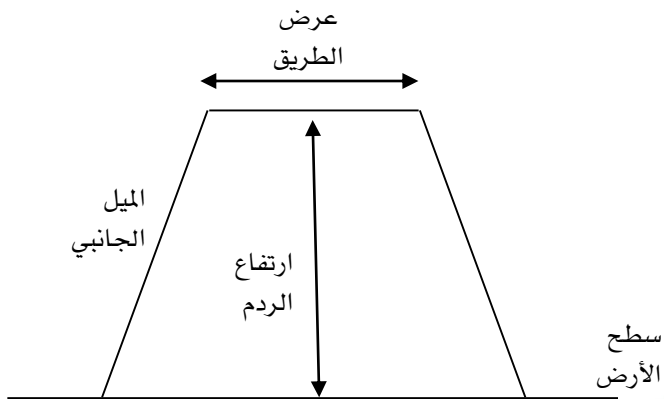 عرض
الطريق
الميل
الجانبي
ارتفاع
الردم
سطح
الأرض